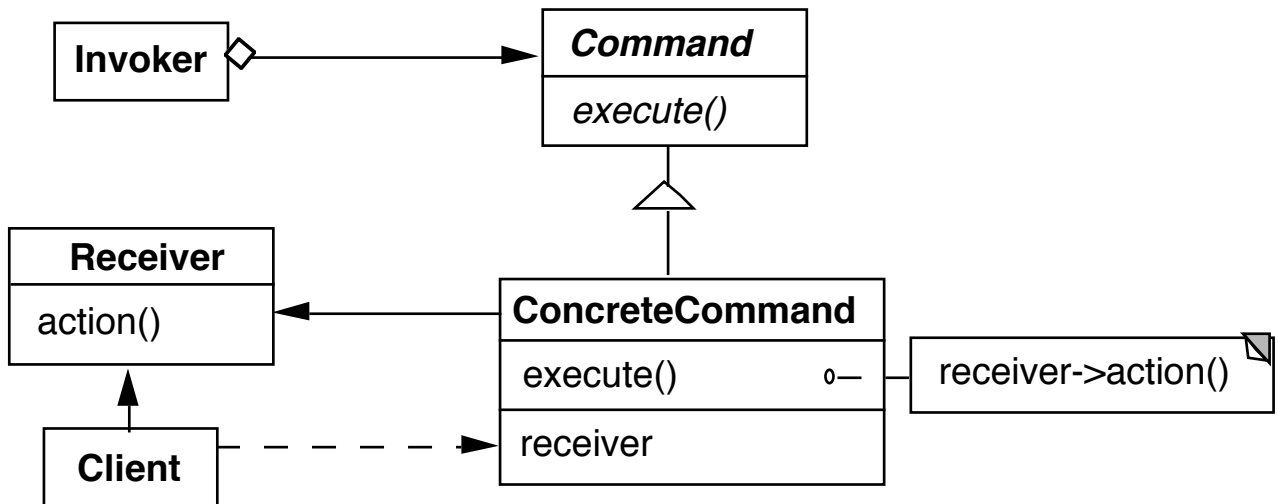 Invoker
Command
execute()
Receiver
action()
ConcreteCommand
execute()
receiver->action()
receiver
Client